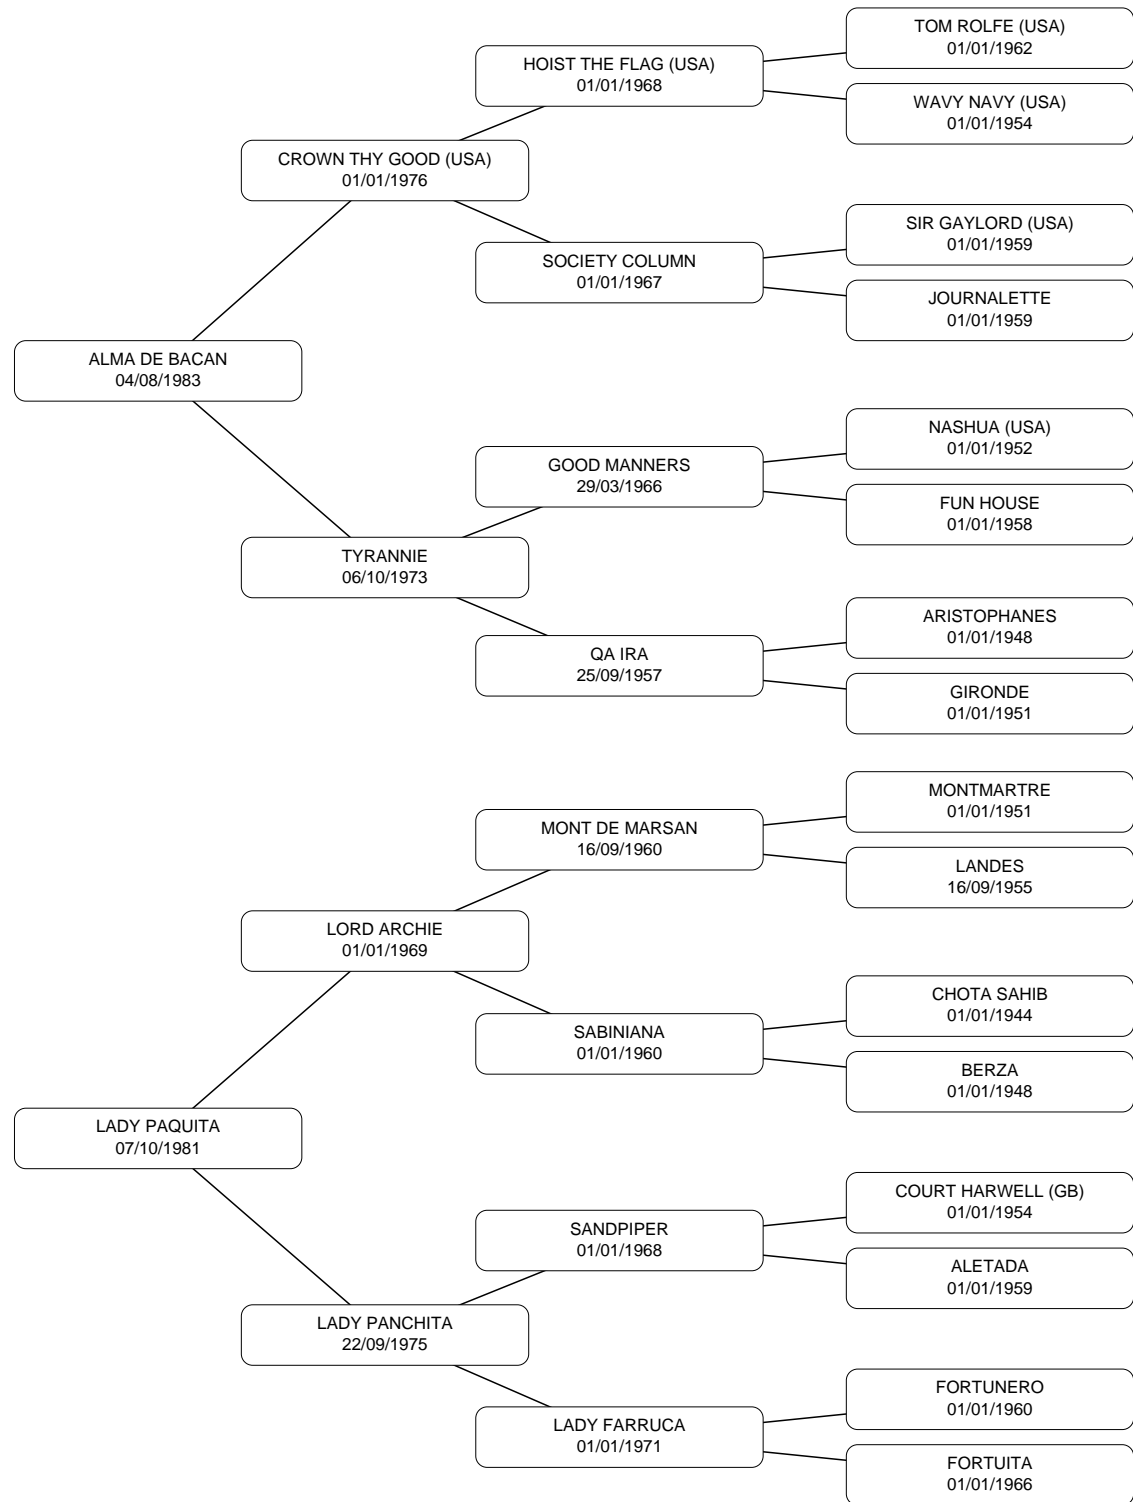 TOM ROLFE (USA)
01/01/1962
HOIST THE FLAG (USA)
01/01/1968
WAVY NAVY (USA)
01/01/1954
CROWN THY GOOD (USA)
01/01/1976
SIR GAYLORD (USA)
01/01/1959
SOCIETY COLUMN
01/01/1967
JOURNALETTE
01/01/1959
ALMA DE BACAN
04/08/1983
NASHUA (USA)
01/01/1952
GOOD MANNERS
29/03/1966
FUN HOUSE
01/01/1958
TYRANNIE
06/10/1973
ARISTOPHANES
01/01/1948
QA IRA
25/09/1957
GIRONDE
01/01/1951
MONTMARTRE
01/01/1951
MONT DE MARSAN
16/09/1960
LANDES
16/09/1955
LORD ARCHIE
01/01/1969
CHOTA SAHIB
01/01/1944
SABINIANA
01/01/1960
BERZA
01/01/1948
LADY PAQUITA
07/10/1981
COURT HARWELL (GB)
01/01/1954
SANDPIPER
01/01/1968
ALETADA
01/01/1959
LADY PANCHITA
22/09/1975
FORTUNERO
01/01/1960
LADY FARRUCA
01/01/1971
FORTUITA
01/01/1966